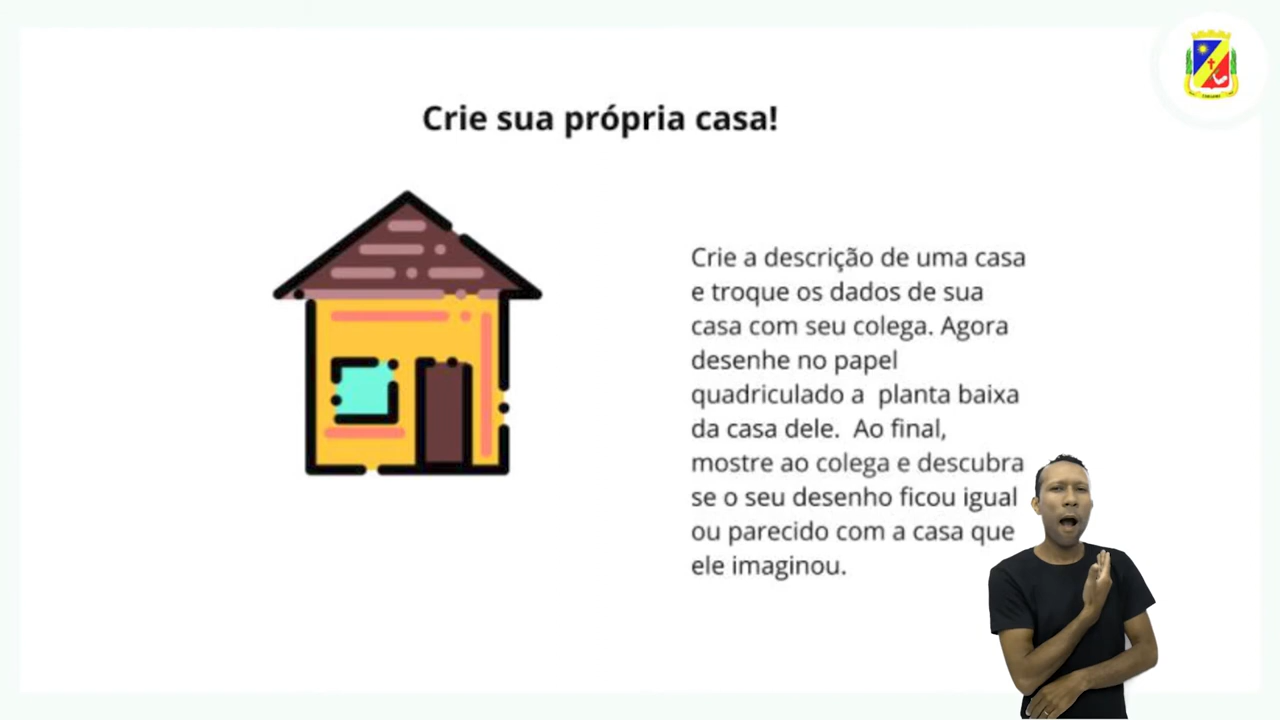 Crie sua própria casa!
Crie a descrição de uma casa
e troque os dados de sua
casa com seu colega. Agora
desenhe no papel
quadriculado a  planta baixa
da casa dele.  Ao final,
mostre ao colega e descubra
se o seu desenho ficou igual
ou parecido com a casa que
ele imaginou.